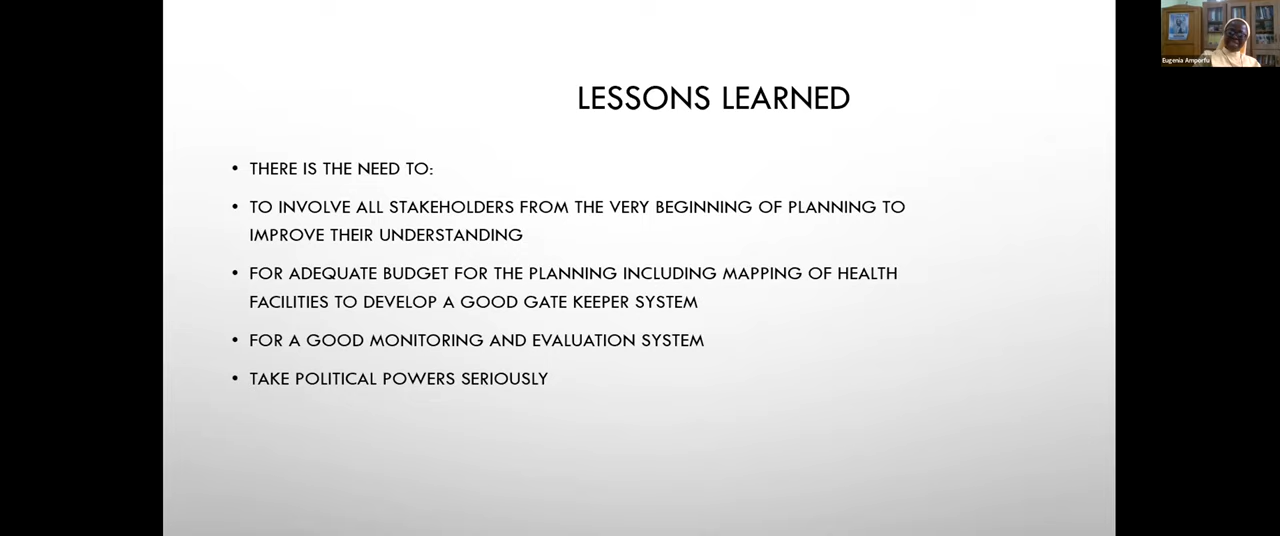 LESSONS LEARNED
• THERE IS THE NEED TO:
• TO INVOLVE ALL STAKEHOLDERS FROM THE VERY BEGINNING OF PLANNING TO
IMPROVE THEIR UNDERSTANDING
• FOR ADEQUATE BUDGET FOR THE PLANNING INCLUDING MAPPING OF HEALTH
FACILITIES TO DEVELOP A GOOD GATE KEEPER SYSTEM
• FOR A GOOD MONITORING AND EVALUATION SYSTEM
• TAKE POLITICAL POWERS SERIOUSLY
Eugenia Amporfu